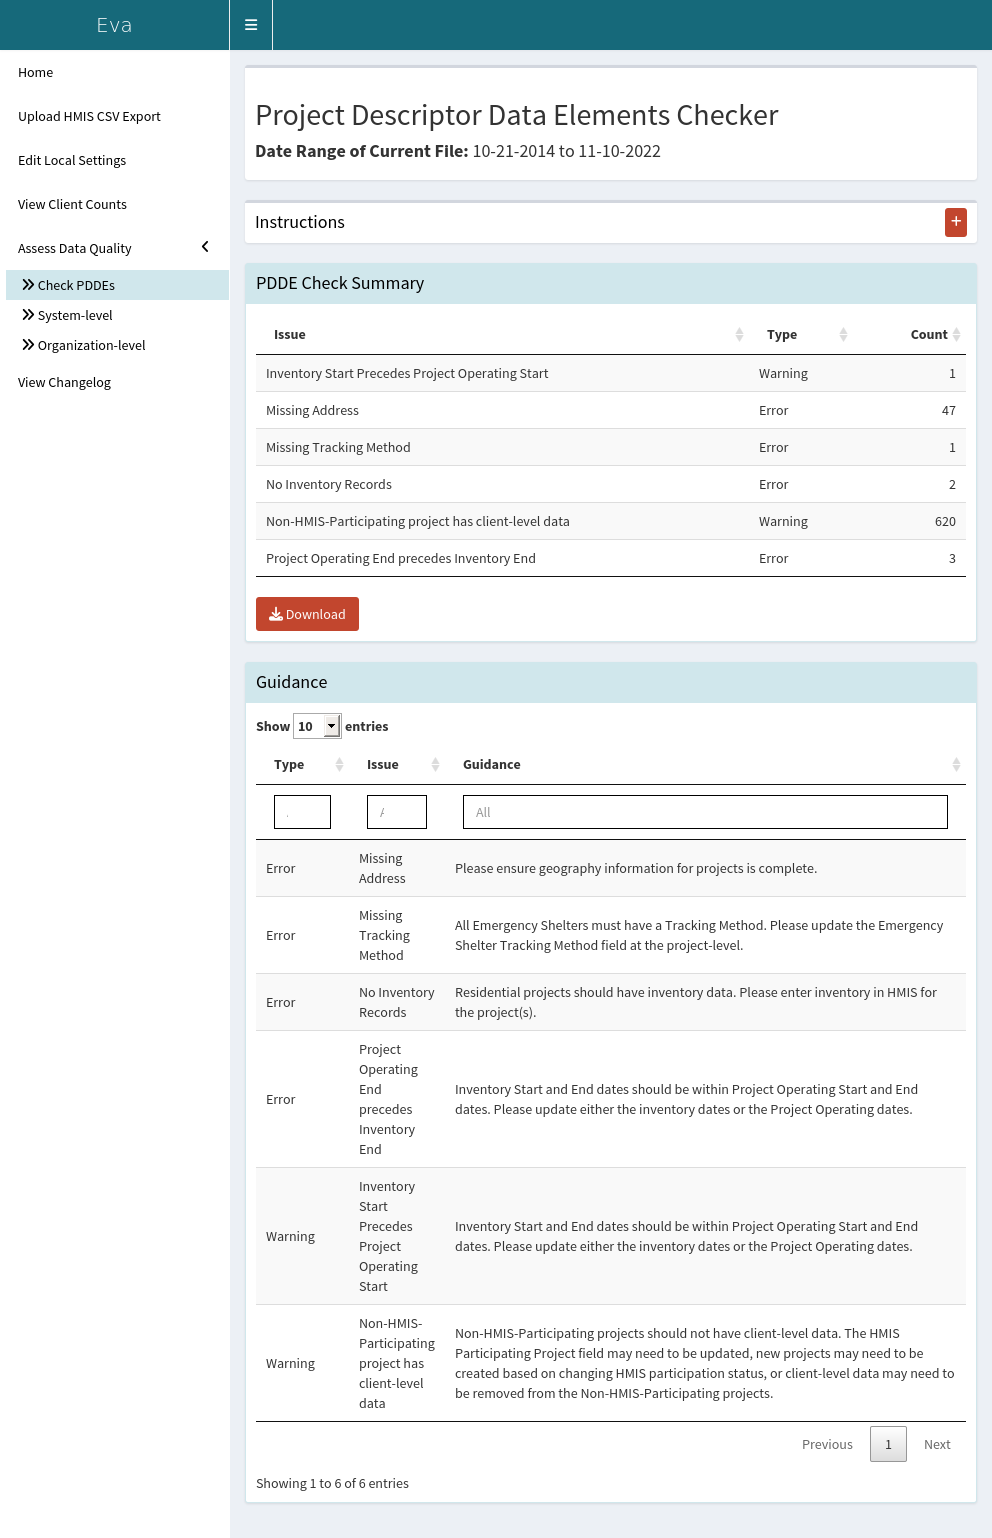 Eva
Home
Upload HMIS CSV Export
Edit Local Settings
View Client Counts
Assess Data Quality
Check PDDEs
System-level
Organization-level
View Changelog
Project Descriptor Data Elements Checker
Date Range of Current File: 10-21-2014 to 11-10-2022
Instructions
+
PDDE Check Summary
Issue Type Count
Inventory Start Precedes Project Operating Start Warning 1
Missing Address Error 47
Missing Tracking Method Error 1
No Inventory Records Error 2
Non-HMIS-Participating project has client-level data Warning 620
Project Operating End precedes Inventory End Error 3
Download
Guidance
Show 10 entries
Type Issue Guidance
All
Error
Missing
Address
Please ensure geography information for projects is complete.
Error
Missing
Tracking
Method
All Emergency Shelters must have a Tracking Method. Please update the Emergency
Shelter Tracking Method field at the project-level.
Error
No Inventory
Records
Residential projects should have inventory data. Please enter inventory in HMIS for
the project(s).
Error
Project
Operating
End
precedes
Inventory
End
Inventory Start and End dates should be within Project Operating Start and End
dates. Please update either the inventory dates or the Project Operating dates.
Warning
Inventory
Start
Precedes
Project
Operating
Start
Inventory Start and End dates should be within Project Operating Start and End
dates. Please update either the inventory dates or the Project Operating dates.
Warning
Non-HMIS-
Participating
project has
client-level
data
Non-HMIS-Participating projects should not have client-level data. The HMIS
Participating Project field may need to be updated, new projects may need to be
created based on changing HMIS participation status, or client-level data may need to
be removed from the Non-HMIS-Participating projects.
Previous 1 Next
Showing 1 to 6 of 6 entries